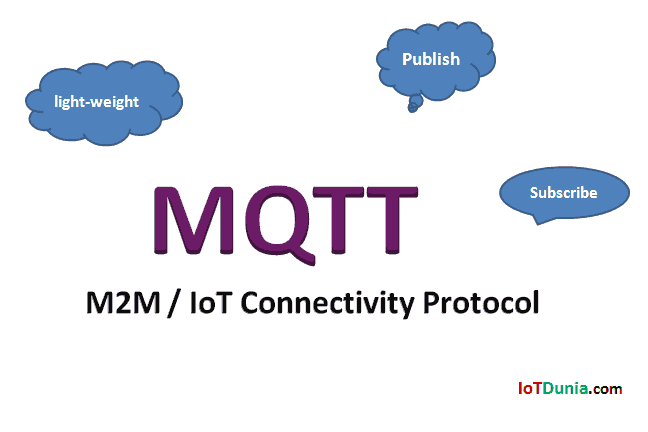 Publish
light-weight
Subscribe
MQTT
M2M / IoT Connectivity Protocol
IoTDunia.com